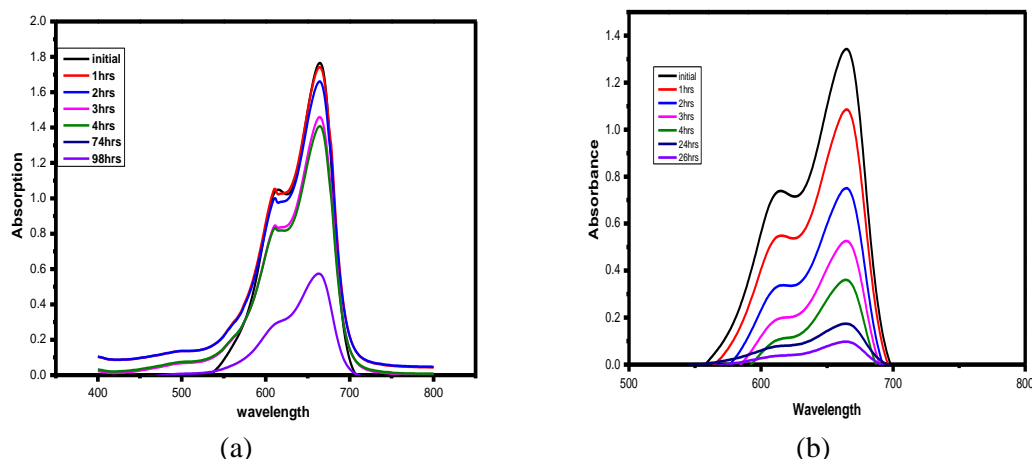 2.0
1.8
1.6
1.4
1.2
1.0
0.8
0.6
0.4
0.2
0.0
Absorption
initial
1hrs
2hrs
3hrs
4hrs
74hrs
98hrs
400 500 600 700 800
wavelength
(a)
1.4
1.2
1.0
0.8
0.6
0.4
0.2
0.0
Absorbance
initial
1hrs
2hrs
3hrs
4hrs
24hrs
26hrs
500 600 700 800
Wavelength
(b)